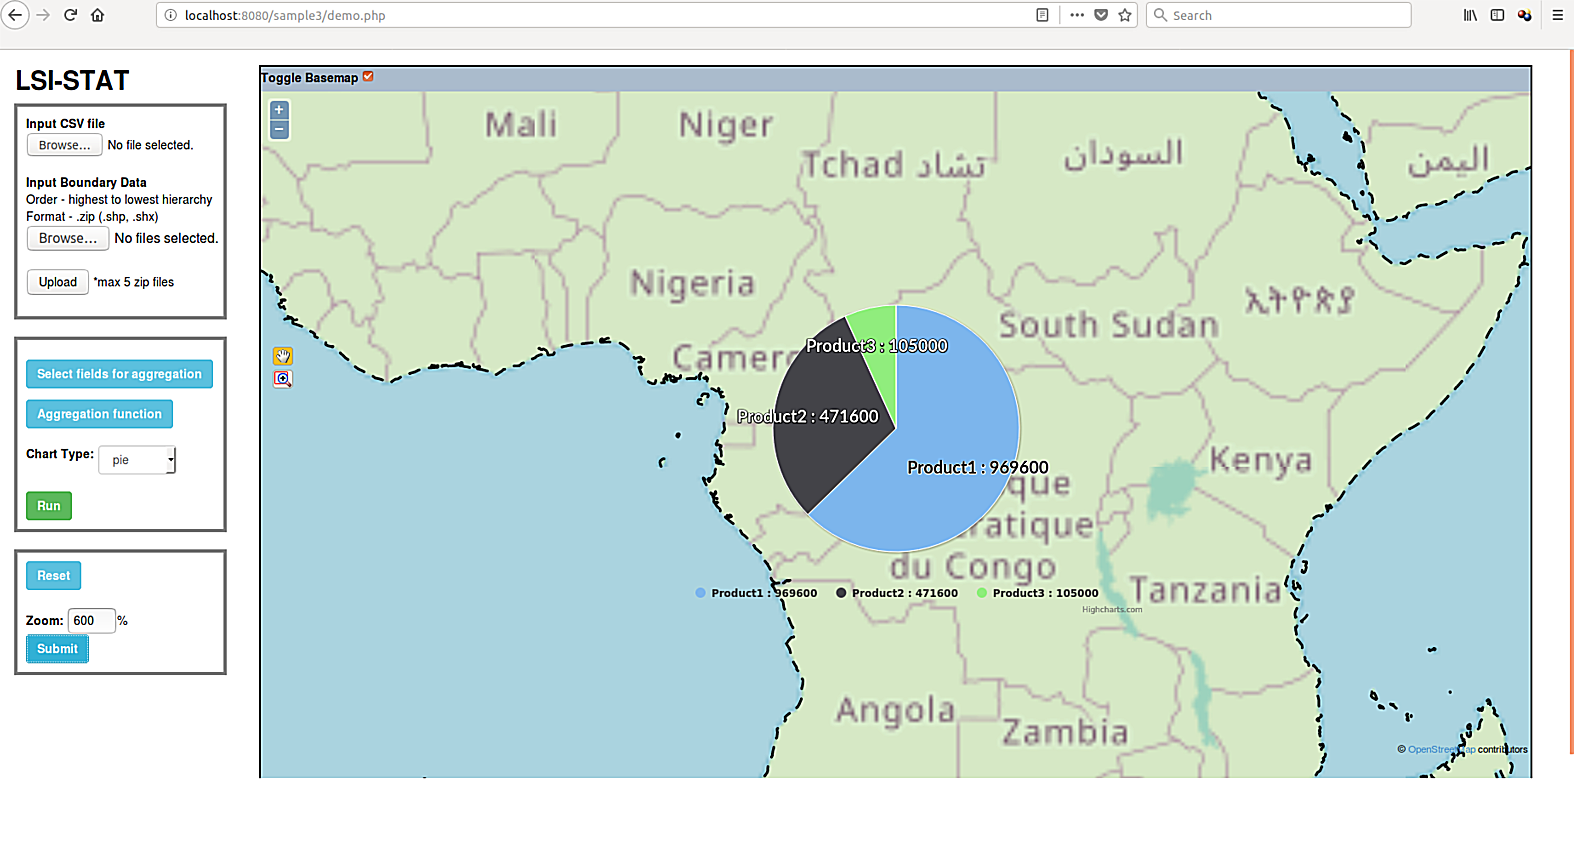 localhost:8080/sample3/demo.php
Search
LSI-STAT
Input CSV file
Browse... No file selected.
Input Boundary Data
Order - highest to lowest hierarchy
Format - .zip (.shp, .shx)
Browse... No files selected.
Upload *max 5 zip files
Select fields for aggregation
Aggregation function
Chart Type: pie
Run
Reset
Zoom: 600 %
Submit
Toggle Basemap
+
−
Mali
Niger
Tchad تشاد
السودان
اليمن
Nigeria
South Sudan
ኢትዮጵያ
Product3 : 105000
Product2 : 471600
Product1 : 969600
Kenya
du Congo
Tanzania
Product1 : 969600 Product2 : 471600 Product3 : 105000
Highcharts.com
Angola
Zambia
© OpenStreetMap contributors